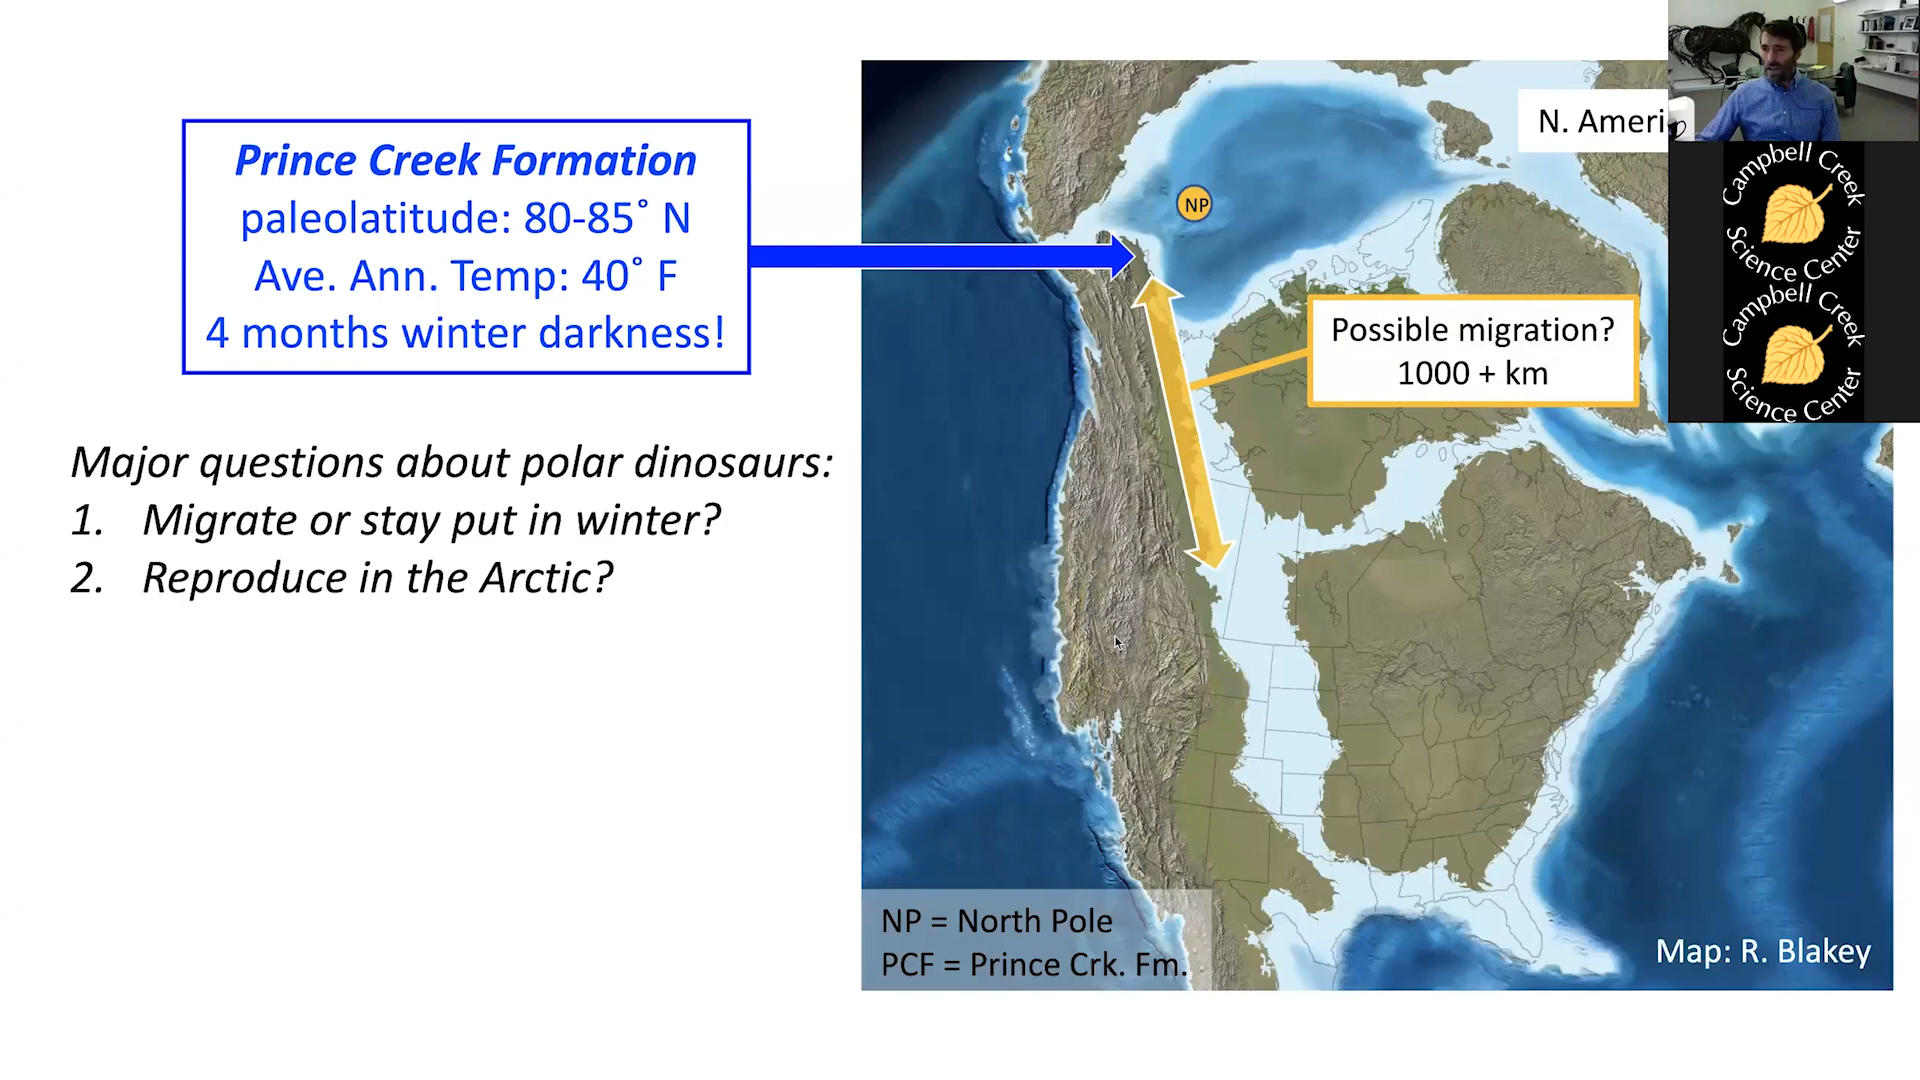 Prince Creek Formation
paleolatitude: 80-85˚ N
Ave. Ann. Temp: 40˚ F
4 months winter darkness!
Major questions about polar dinosaurs:
1. Migrate or stay put in winter?
2. Reproduce in the Arctic?
N. Ameri
NP
Possible migration?
1000 + km
NP = North Pole
PCF = Prince Crk. Fm.
Map: R. Blakey
Campbell Creek
Science Center
Campbell Creek
Science Center